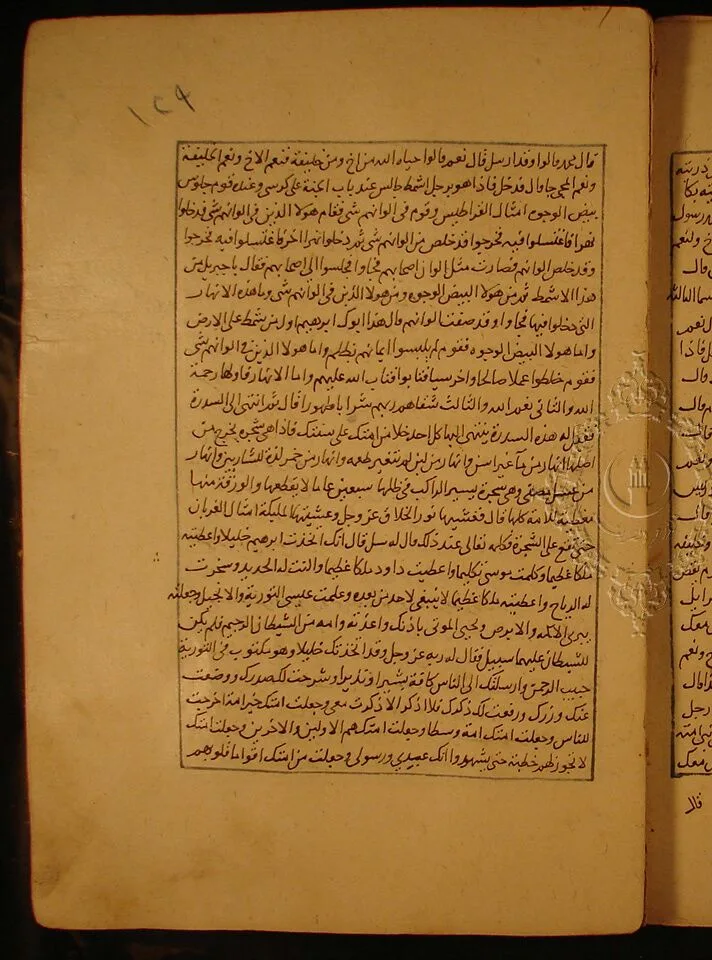 ١٢٩
قال محمد قالوا وقد ارسل قال نعم قالوا حياه الله من اخ ومن خليفة فنعم الاخ ونعم الخليفة
ونعم المجي جا وال فدخل فاذا هو برجل اشمط جالس عند باب الجنة على كرسي وعنده قوم جلوس
بيض الوجوه امثال القراطيس وقوم في الوانهم شي فقام هولا الذين في الوانهم شي فدخلوا
نهرا فاغتسلوا فيه فخرجوا وقد خلص من الوانهم شي ثم دخلوا نهرا اخر فاغتسلوا فيه فخرجوا
وقد خلص الوانهم فصارت مثل الوان اصحابهم فجاوا فجلسوا الى اصحابهم فقال يا جبريل من
هذا الاشمط ثم من هولا البيض الوجوه ومن هولا الذين في الوانهم شي وما هذه الانهار
التي دخلوا فيها فجاوا وقد صفت الوانهم قال هذا ابوك ابرهيم اول من شمط على الارض
واما هولا البيض الوجوه فقوم لم يلبسوا ايمانهم بظلم واما هولا الذين في الوانهم شي
فقوم خلطوا عملا صالحا واخر سيا فتابوا فتاب الله عليهم واما الانهار فاولها رحمة
الله والثاني نعم الله والثالث سقاهم ربهم شرابا طهورا قال ثم انتهى الى السدرة
فقيل له هذه السدرة ينتهى اليها كل احد خلا من امتك على سنتك فاذا هي شجرة يخرج من
اصلها انهار من ما غير اسن وانهار من لبن لم يتغير طعمه وانهار من خمر لذة للشاربين وانهار
من عسل مصفى وهي شجرة يسير الراكب في ظلها سبعين عاما لا يقطعها والورقة منها
مغطية للامة كلها قال فغشيها نور الخلاق عز وجل وغشيتها المليكة امثال الغربان
حتى تقع على الشجرة فكلمه تعالى عند ذلك قال له سل قال انك اتخذت ابرهيم خليلا واعطيته
ملكا عظيما وكلمت موسى تكليما واعطيت داود ملكا عظيما والنت له الحديد وسخرت
له الرياح واعطيته ملكا عظيما لا ينبغي لاحد من بعده وعلمت عيسى التورية والانجيل وجعلته
يبري الاكمه والابرص ويحيى الموتى باذنك واعذته وامه من الشيطان الرجيم فلم يكن
للشيطان عليهما سبيل فقال له ربه عز وجل وقد اتخذتك خليلا وهو مكتوب في التورية
حبيب الرحمن وارسلتك الى الناس كافة بشيرا ونذيرا وشرحت لك صدرك ووضعت
عنك وزرك ورفعت لك ذكرك فلا اذكر الا ذكرت معي وجعلت امتك خير امة اخرجت
للناس وجعلت امتك امة وسطا وجعلت امتك هم الاولين والاخرين وجعلت امتك
لا تجوز لهم خطبة حتى يشهدوا انك عبدي ورسولي وجعلت من امتك اقواما قلوبهم